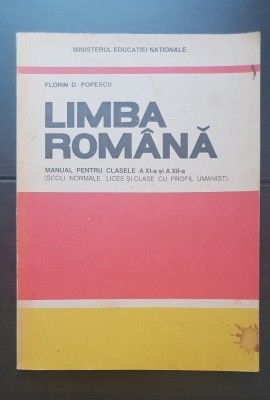 MINISTERUL EDUCAȚIEI NAȚIONALE
FLORIN D. POPESCU
LIMBA
ROMÂNĂ
MANUAL PENTRU CLASELE A XI-a și A XII-a
(ȘCOLI NORMALE, LICEE ȘI CLASE CU PROFIL UMANIST)